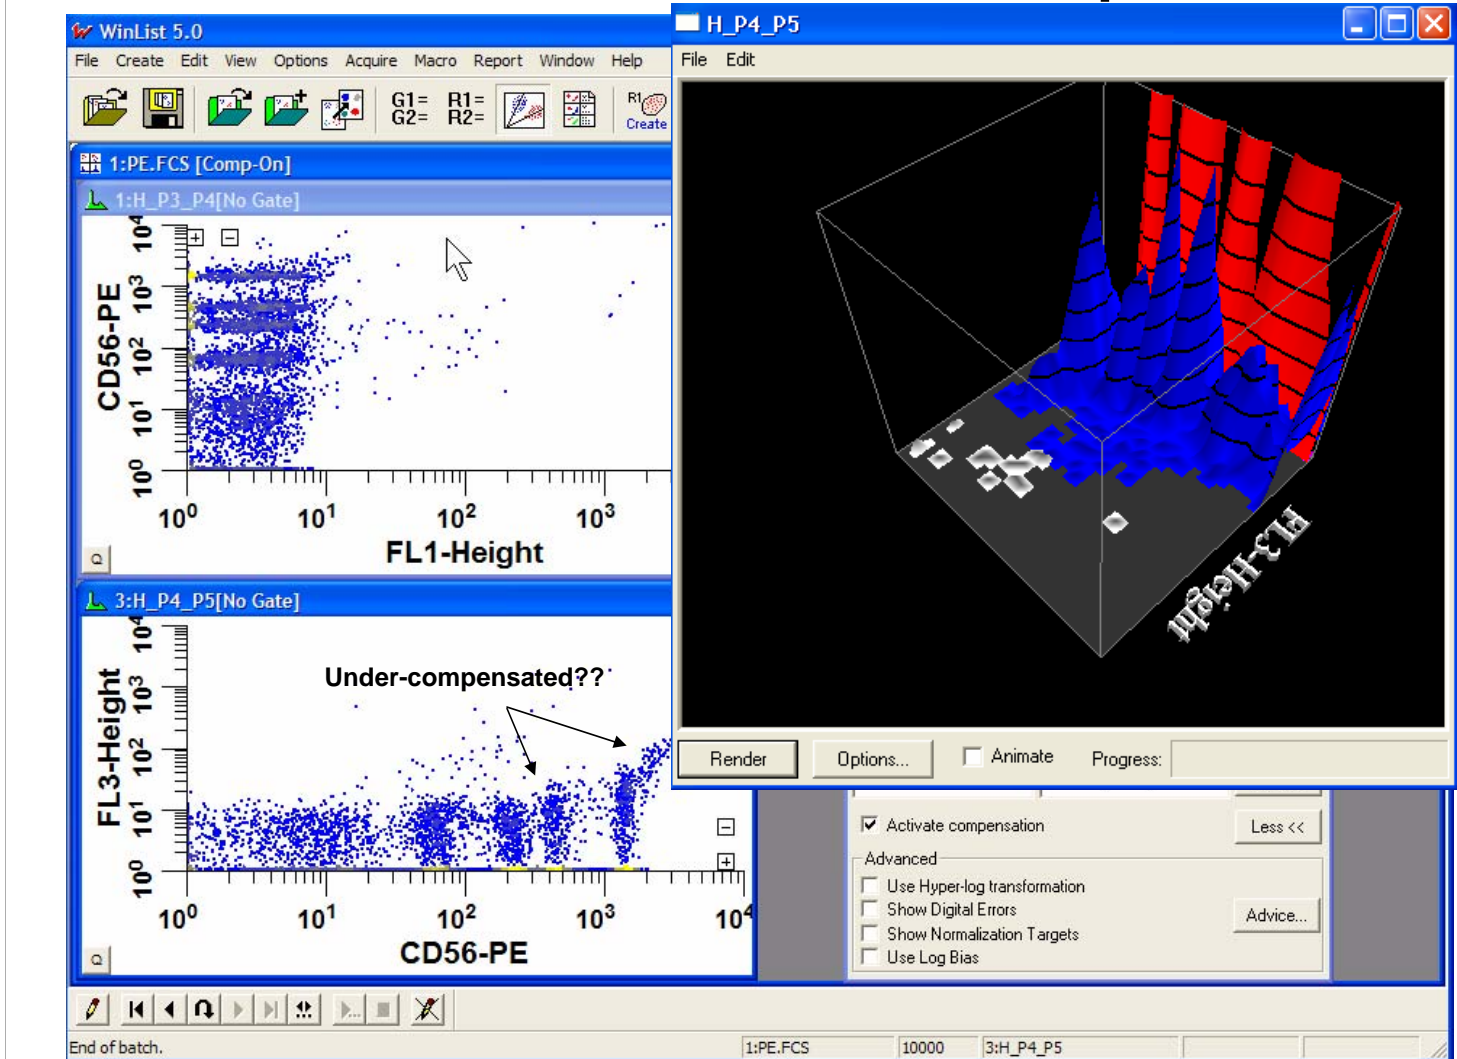 WinList 5.0
File Create Edit View Options Acquire Macro Report Window Help
G1= R1=
G2= R2=
R1
Create
1:PE.FCS [Comp-On]
1:H_P3_P4[No Gate]
CD56-PE
10⁴
10³
10²
10¹
10⁰
10⁰ 10¹ 10² 10³
FL1-Height
3:H_P4_P5[No Gate]
FL3-Height
10⁴
10³
10²
10¹
10⁰
Under-compensated??
10⁰ 10¹ 10² 10³ 10⁴
CD56-PE
H_P4_P5
File Edit
FL3-Height
Render Options... Animate Progress:
Activate compensation Less <<
Advanced
Use Hyper-log transformation
Show Digital Errors
Show Normalization Targets
Use Log Bias
Advice...
End of batch. 1:PE.FCS 10000 3:H_P4_P5